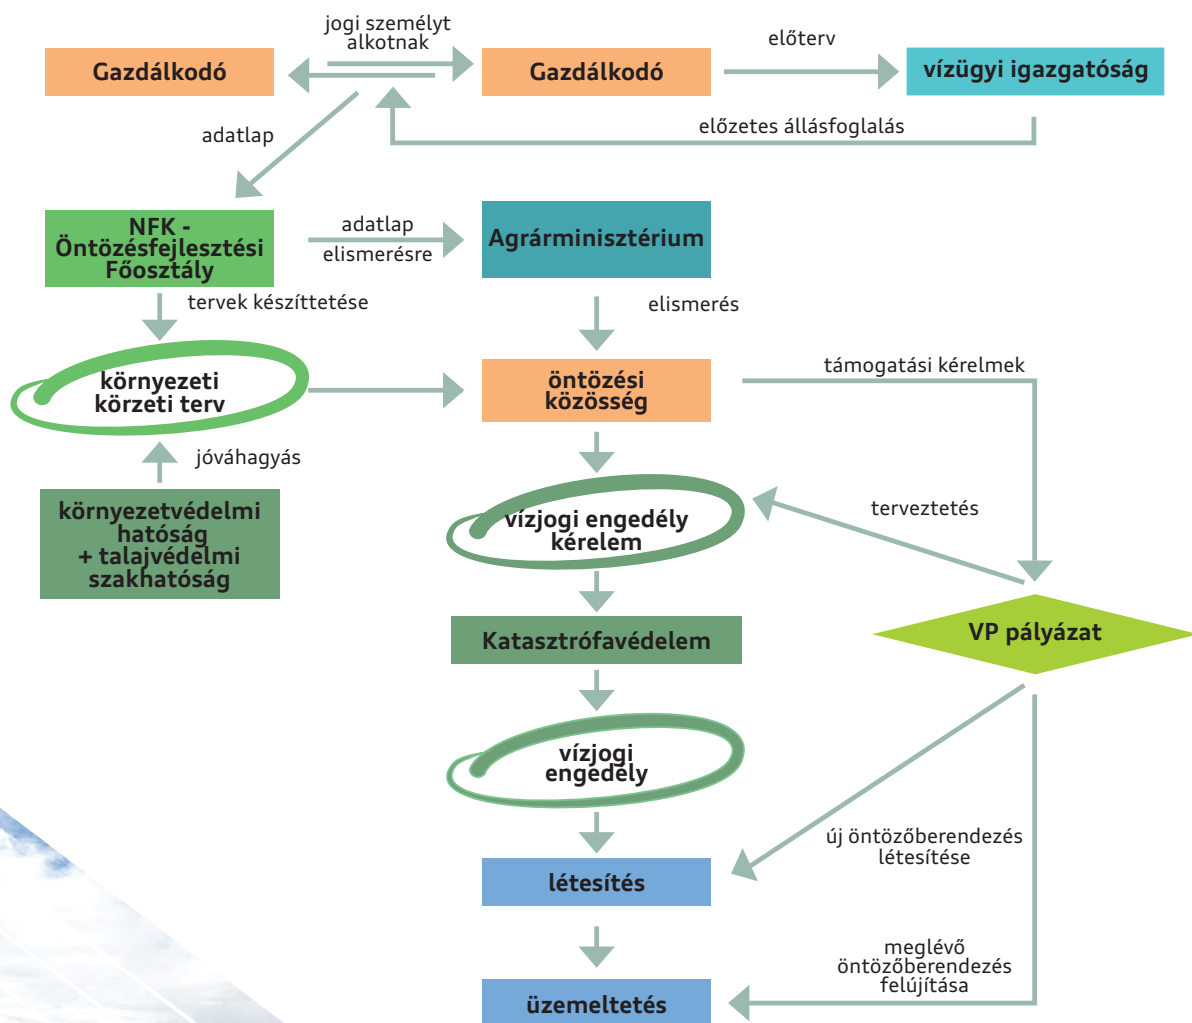 jogi személyt
alkotnak
előterv
Gazdálkodó
Gazdálkodó
vízügyi igazgatóság
adatlap
előzetes állásfoglalás
NFK -
Öntözésfejlesztési
Főosztály
adatlap
elismerésre
Agrárminisztérium
tervek készíttetése
elismerés
környezeti
körzeti terv
öntözési
közösség
támogatási kérelmek
jóváhagyás
környezetvédelmi
hatóság
+ talajvédelmi
szakhatóság
vízjogi engedély
kérelem
terveztetés
Katasztrófavédelem
VP pályázat
vízjogi
engedély
új öntözőberendezés
létesítése
létesítés
meglévő
öntözőberendezés
felújítása
üzemeltetés